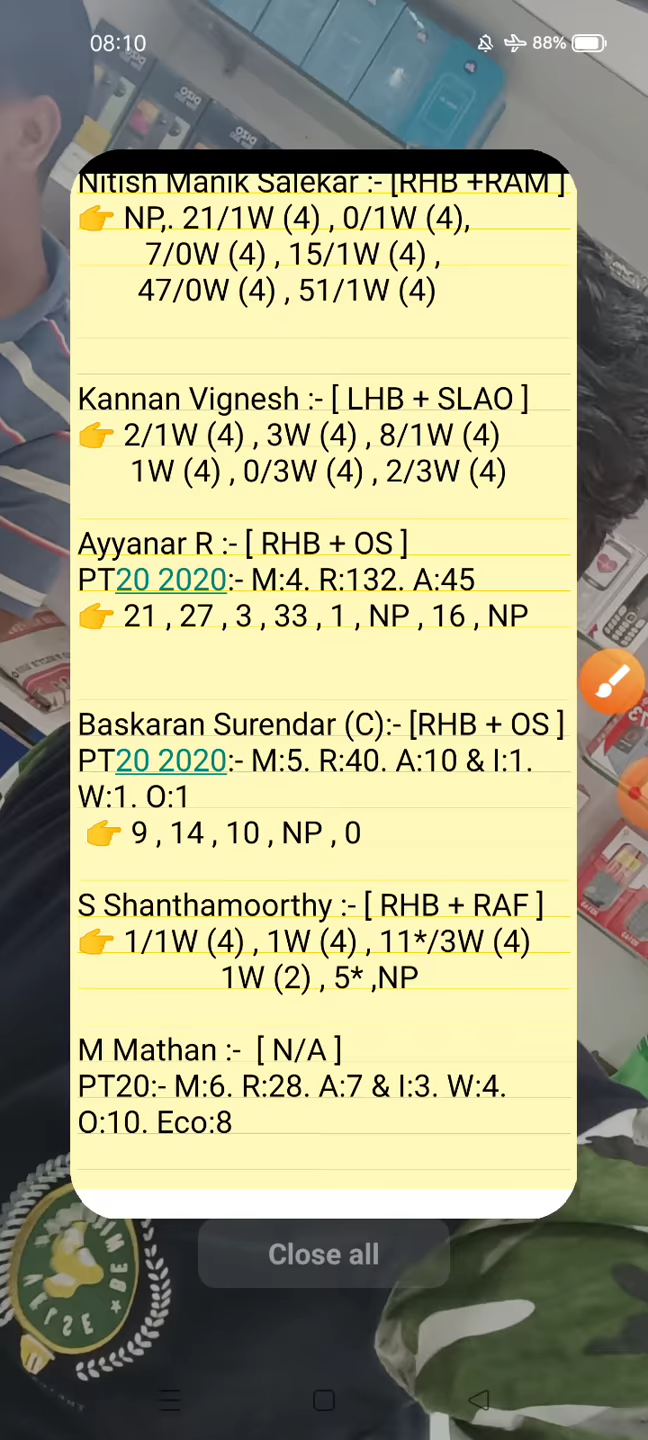 08:10
88%
Nitish Manik Salekar :- [RHB +RAM ]
👉 NP,. 21/1W (4) , 0/1W (4),
7/0W (4) , 15/1W (4) ,
47/0W (4) , 51/1W (4)
Kannan Vignesh :- [ LHB + SLAO ]
👉 2/1W (4) , 3W (4) , 8/1W (4)
1W (4) , 0/3W (4) , 2/3W (4)
Ayyanar R :- [ RHB + OS ]
PT20 2020:- M:4. R:132. A:45
👉 21 , 27 , 3 , 33 , 1 , NP , 16 , NP
Baskaran Surendar (C):- [RHB + OS ]
PT20 2020:- M:5. R:40. A:10 & I:1.
W:1. O:1
👉 9 , 14 , 10 , NP , 0
S Shanthamoorthy :- [ RHB + RAF ]
👉 1/1W (4) , 1W (4) , 11*/3W (4)
1W (2) , 5* ,NP
M Mathan :-  [ N/A ]
PT20:- M:6. R:28. A:7 & I:3. W:4.
O:10. Eco:8
Close all